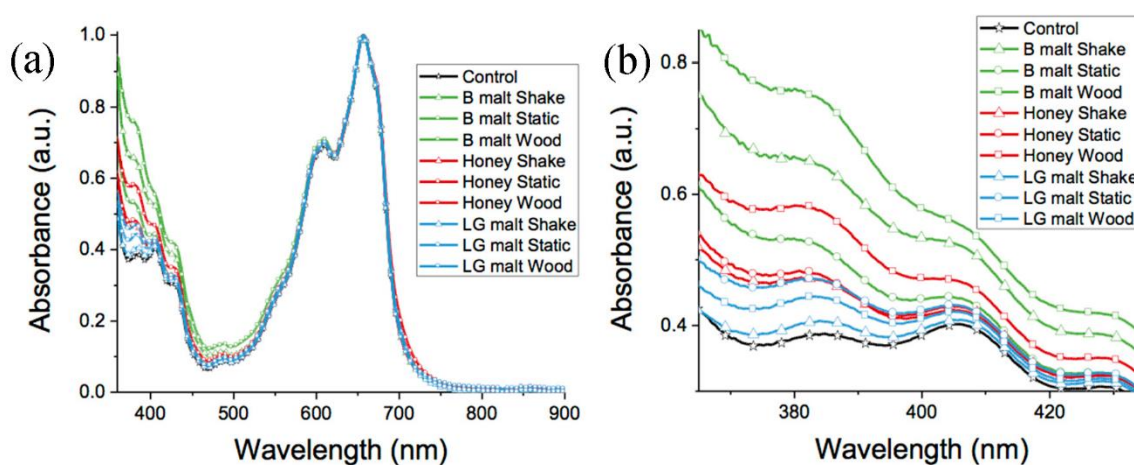 (a)
Absorbance (a.u.)
1.0
0.8
0.6
0.4
0.2
0.0
400 500 600 700 800 900
Wavelength (nm)
Control
B malt Shake
B malt Static
B malt Wood
Honey Shake
Honey Static
Honey Wood
LG malt Shake
LG malt Static
LG malt Wood
(b)
Absorbance (a.u.)
0.8
0.6
0.4
380 400 420
Wavelength (nm)
Control
B malt Shake
B malt Static
B malt Wood
Honey Shake
Honey Static
Honey Wood
LG malt Shake
LG malt Static
LG malt Wood